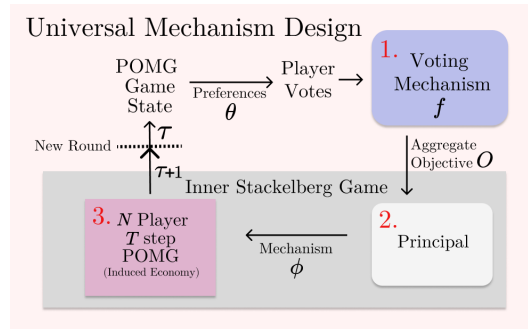 Universal Mechanism Design
POMG
Game
State
Preferences
θ
Player
Votes
1.
Voting
Mechanism
f
τ
New Round
τ+1
Aggregate
Objective O
Inner Stackelberg Game
3.
N Player
T step
POMG
(Induced Economy)
Mechanism
ϕ
2.
Principal